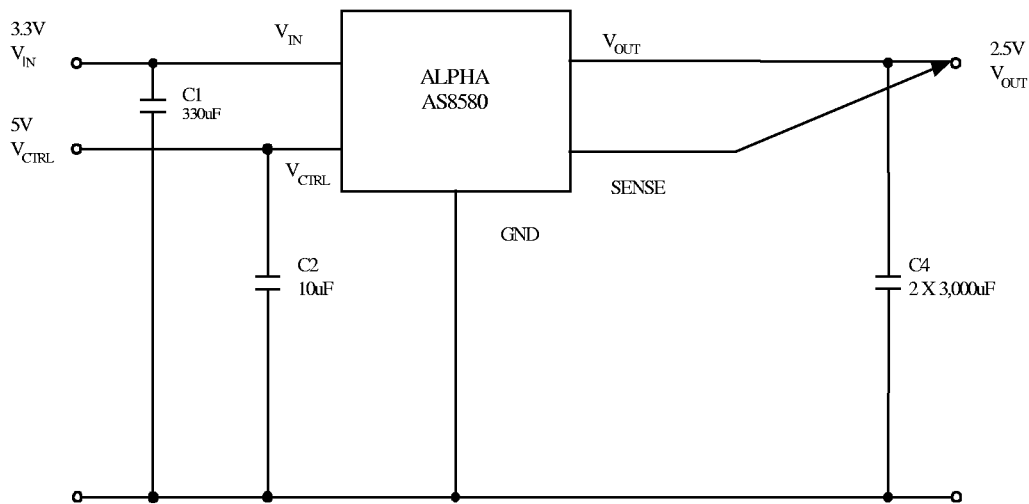 3.3V
VIN
VIN
VOUT
2.5V
VOUT
ALPHA
AS8580
C1
330uF
5V
VCTRL
VCTRL
SENSE
GND
C2
10uF
C4
2 X 3,000uF